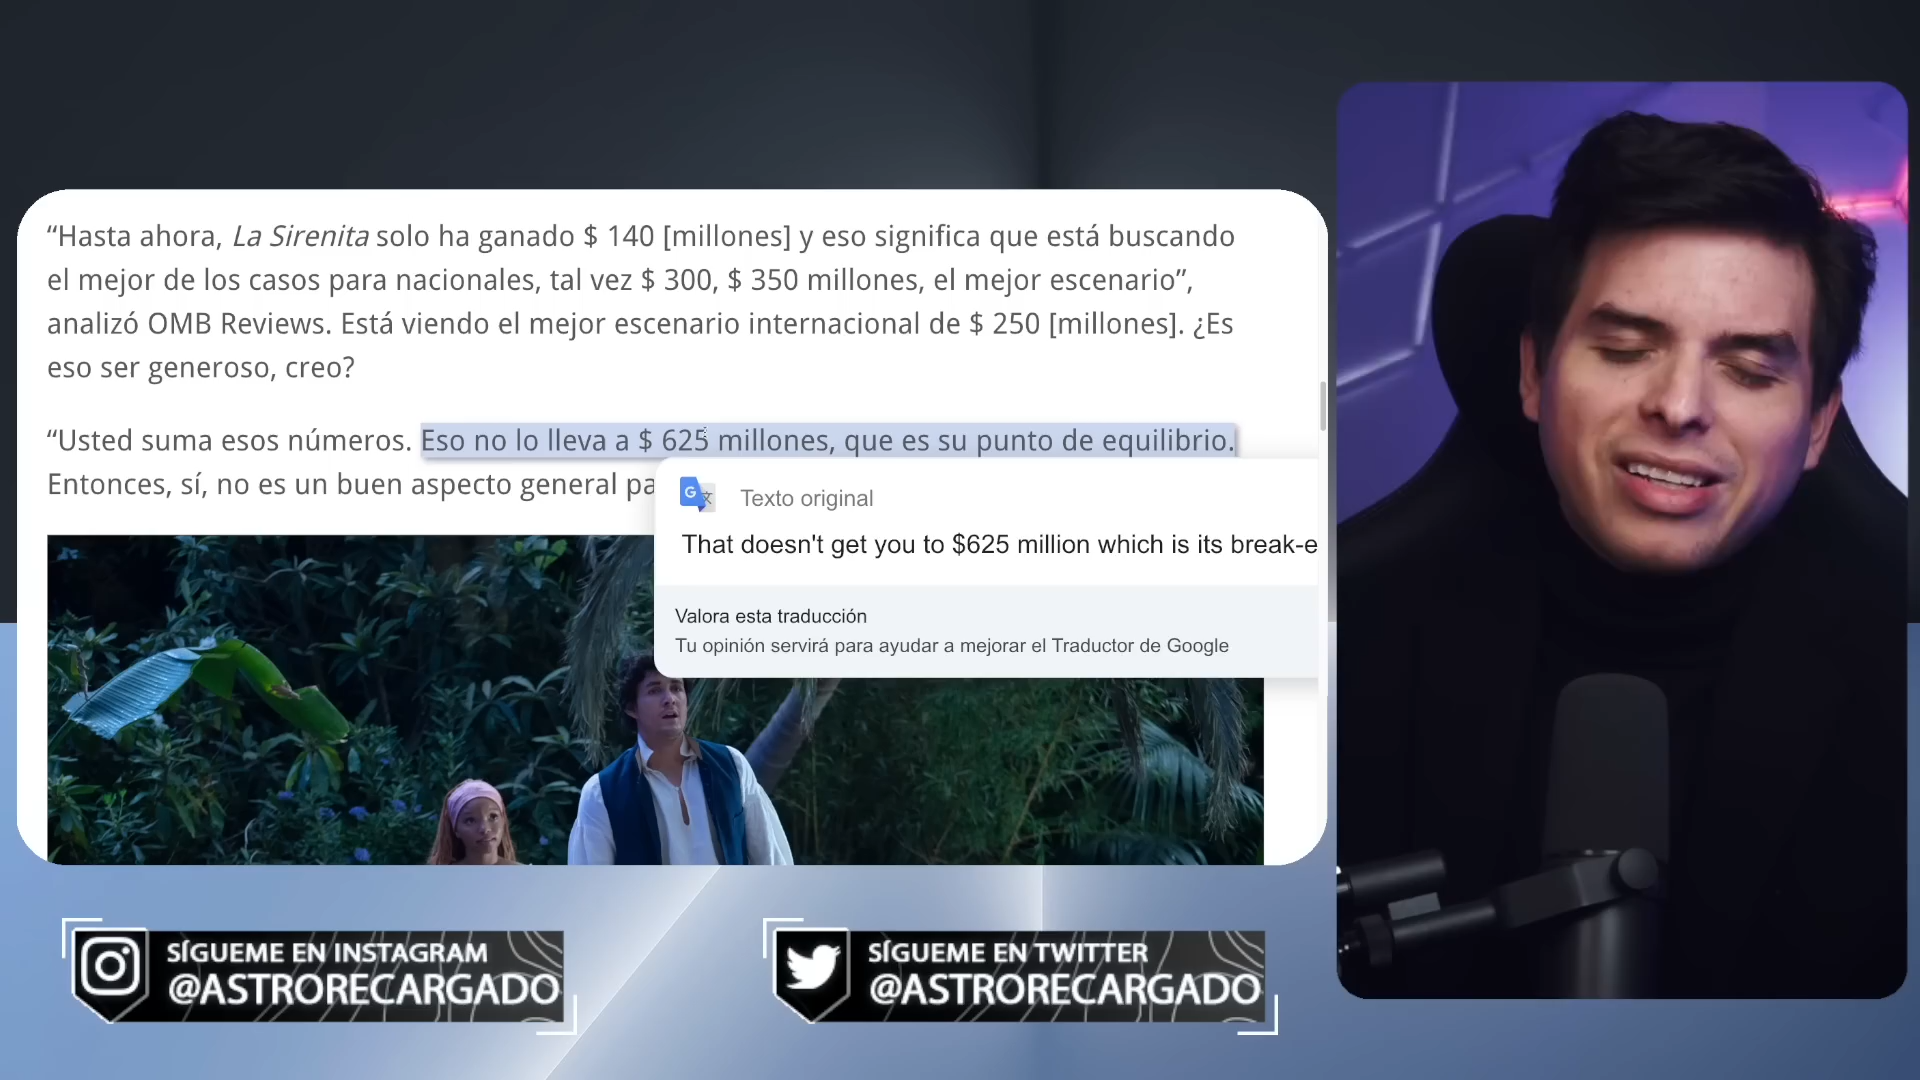 “Hasta ahora, La Sirenita solo ha ganado $ 140 [millones] y eso significa que está buscando
el mejor de los casos para nacionales, tal vez $ 300, $ 350 millones, el mejor escenario”,
analizó OMB Reviews. Está viendo el mejor escenario internacional de $ 250 [millones]. ¿Es
eso ser generoso, creo?
“Usted suma esos números. Eso no lo lleva a $ 625 millones, que es su punto de equilibrio.
Entonces, sí, no es un buen aspecto general pa
Texto original
That doesn't get you to $625 million which is its break-e
Valora esta traducción
Tu opinión servirá para ayudar a mejorar el Traductor de Google
SÍGUEME EN INSTAGRAM
@ASTRORECARGADO
SÍGUEME EN TWITTER
@ASTRORECARGADO